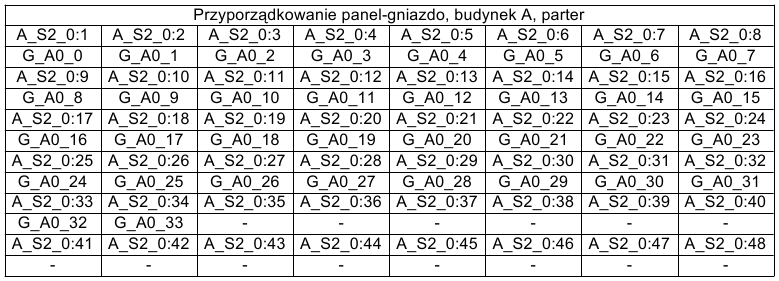 Przyporządkowanie panel-gniazdo, budynek A, parter
A_S2_0:1 A_S2_0:2 A_S2_0:3 A_S2_0:4 A_S2_0:5 A_S2_0:6 A_S2_0:7 A_S2_0:8
G_A0_0 G_A0_1 G_A0_2 G_A0_3 G_A0_4 G_A0_5 G_A0_6 G_A0_7
A_S2_0:9 A_S2_0:10 A_S2_0:11 A_S2_0:12 A_S2_0:13 A_S2_0:14 A_S2_0:15 A_S2_0:16
G_A0_8 G_A0_9 G_A0_10 G_A0_11 G_A0_12 G_A0_13 G_A0_14 G_A0_15
A_S2_0:17 A_S2_0:18 A_S2_0:19 A_S2_0:20 A_S2_0:21 A_S2_0:22 A_S2_0:23 A_S2_0:24
G_A0_16 G_A0_17 G_A0_18 G_A0_19 G_A0_20 G_A0_21 G_A0_22 G_A0_23
A_S2_0:25 A_S2_0:26 A_S2_0:27 A_S2_0:28 A_S2_0:29 A_S2_0:30 A_S2_0:31 A_S2_0:32
G_A0_24 G_A0_25 G_A0_26 G_A0_27 G_A0_28 G_A0_29 G_A0_30 G_A0_31
A_S2_0:33 A_S2_0:34 A_S2_0:35 A_S2_0:36 A_S2_0:37 A_S2_0:38 A_S2_0:39 A_S2_0:40
G_A0_32 G_A0_33 - - - - - -
A_S2_0:41 A_S2_0:42 A_S2_0:43 A_S2_0:44 A_S2_0:45 A_S2_0:46 A_S2_0:47 A_S2_0:48
- - - - - - - -